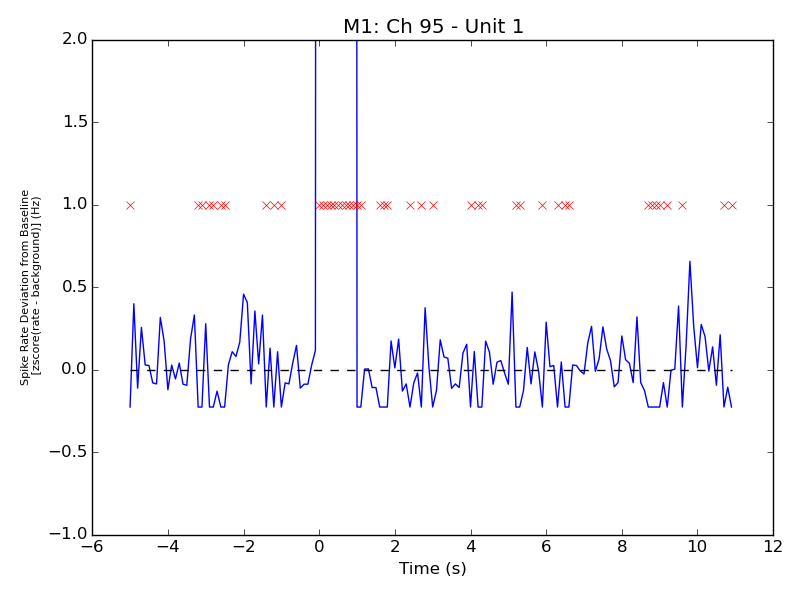 M1: Ch 95 - Unit 1
2.0
1.5
1.0
0.5
0.0
−0.5
−1.0
Spike Rate Deviation from Baseline
[zscore(rate - background)] (Hz)
−6 −4 −2 0 2 4 6 8 10 12
Time (s)